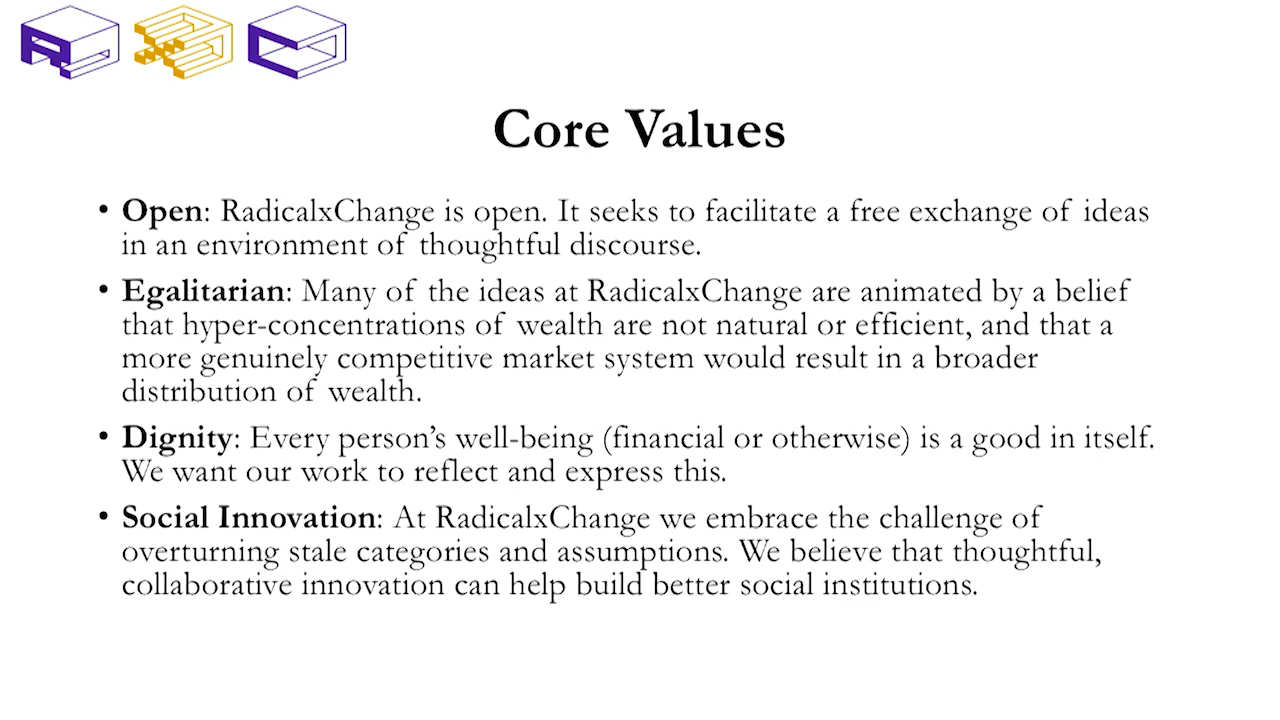 R x C
Core Values
• Open: RadicalxChange is open. It seeks to facilitate a free exchange of ideas
in an environment of thoughtful discourse.
• Egalitarian: Many of the ideas at RadicalxChange are animated by a belief
that hyper-concentrations of wealth are not natural or efficient, and that a
more genuinely competitive market system would result in a broader
distribution of wealth.
• Dignity: Every person’s well-being (financial or otherwise) is a good in itself.
We want our work to reflect and express this.
• Social Innovation: At RadicalxChange we embrace the challenge of
overturning stale categories and assumptions. We believe that thoughtful,
collaborative innovation can help build better social institutions.